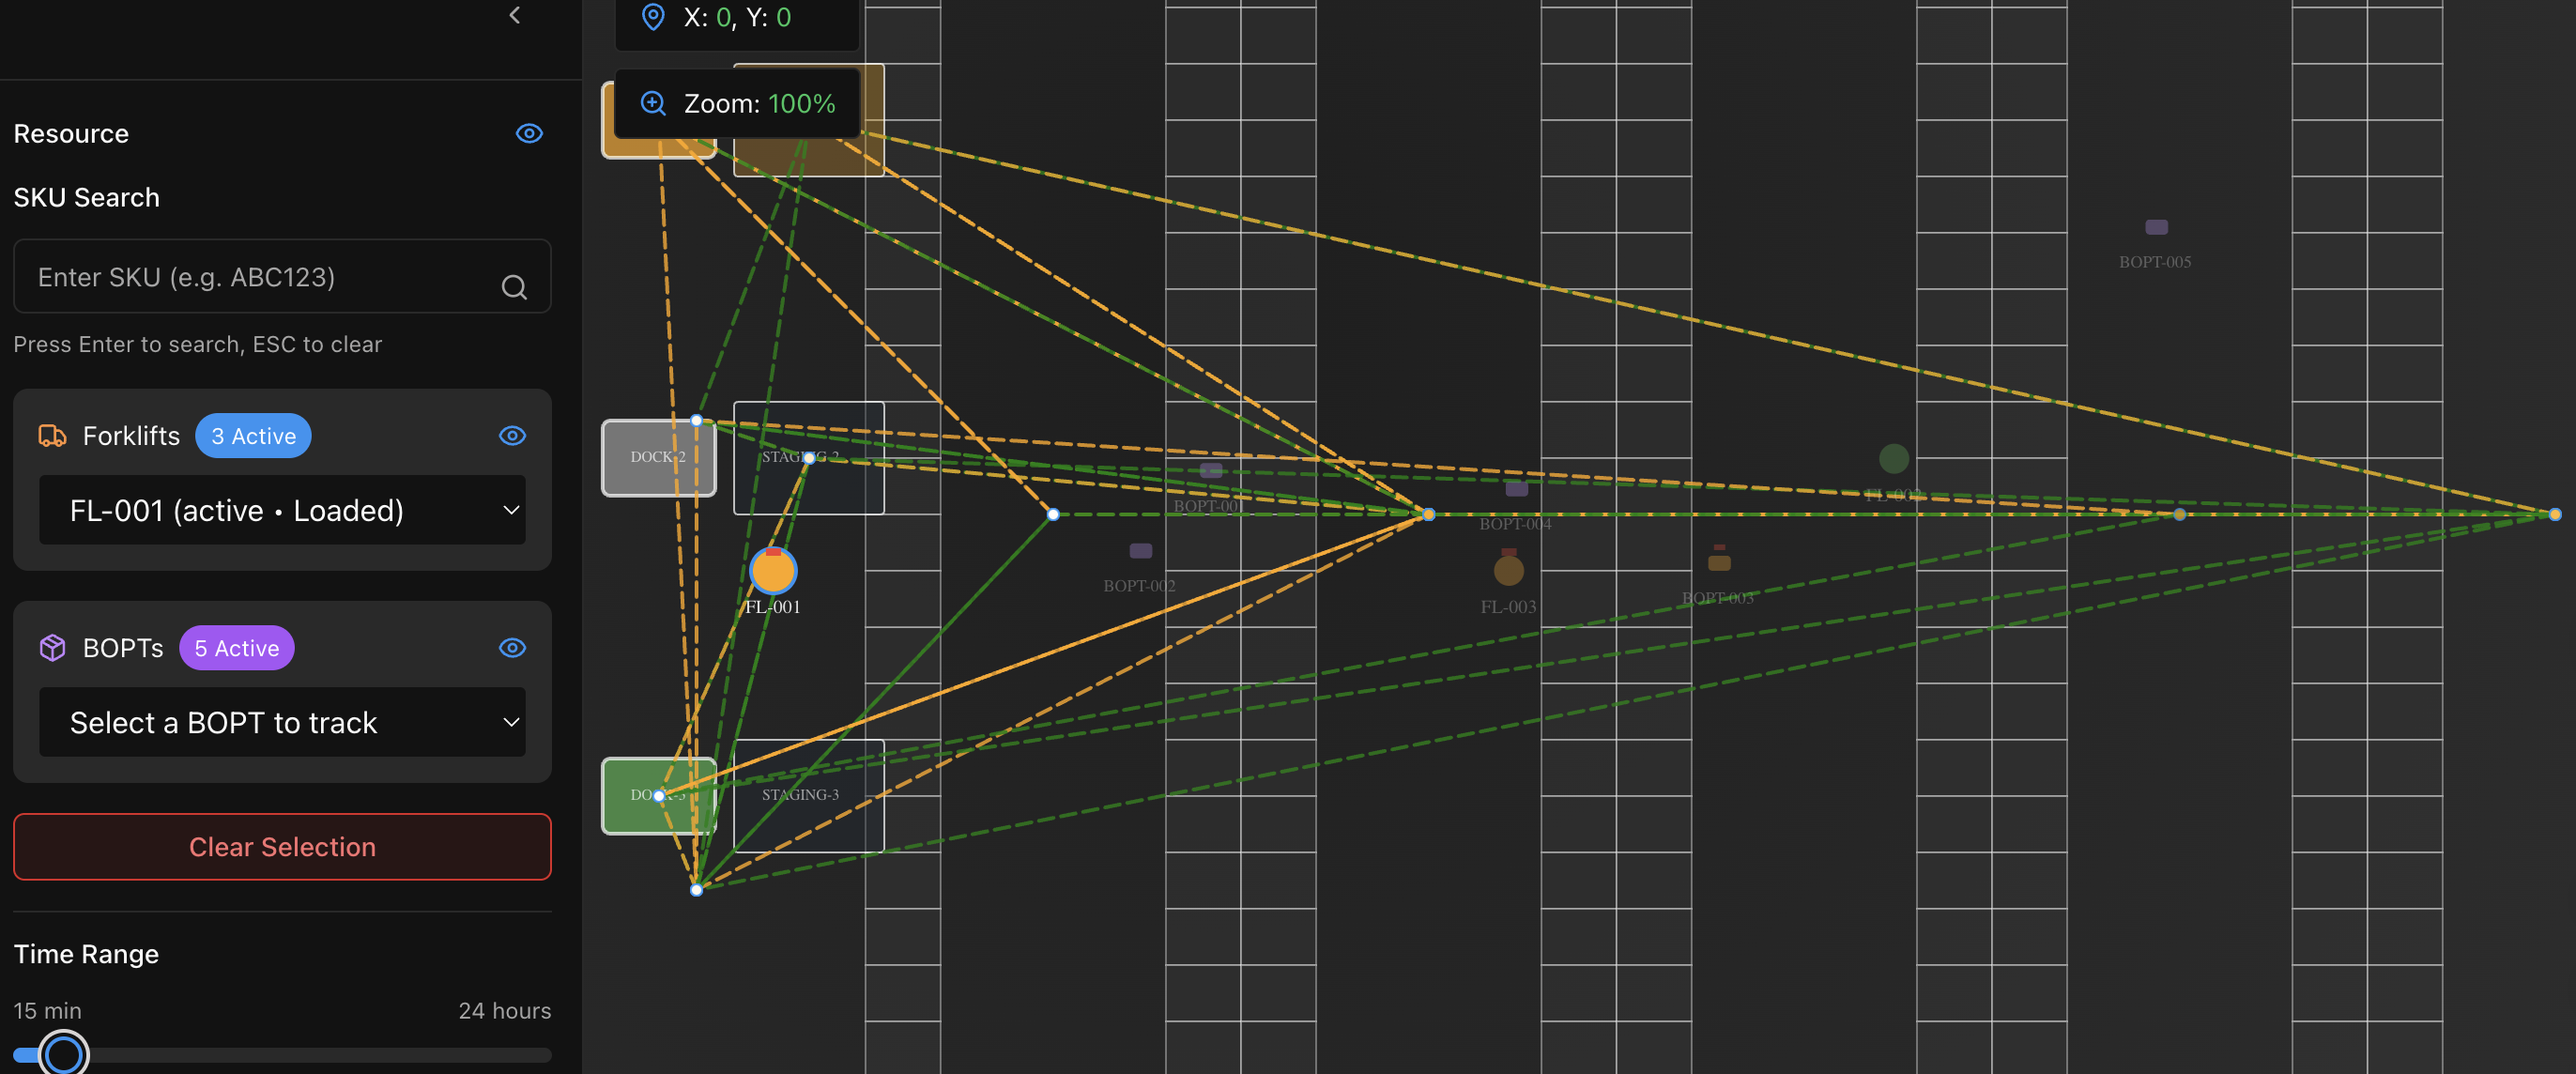 Resource
SKU Search
Enter SKU (e.g. ABC123)
Press Enter to search, ESC to clear
Forklifts
3 Active
FL-001 (active • Loaded)
BOPTs
5 Active
Select a BOPT to track
Clear Selection
Time Range
15 min
24 hours
X: 0, Y: 0
Zoom: 100%
BOPT-005
DOCK-2
STAGING-2
BOPT-001
BOPT-004
BOPT-002
FL-001
FL-003
BOPT-003
DOCK-3
STAGING-3